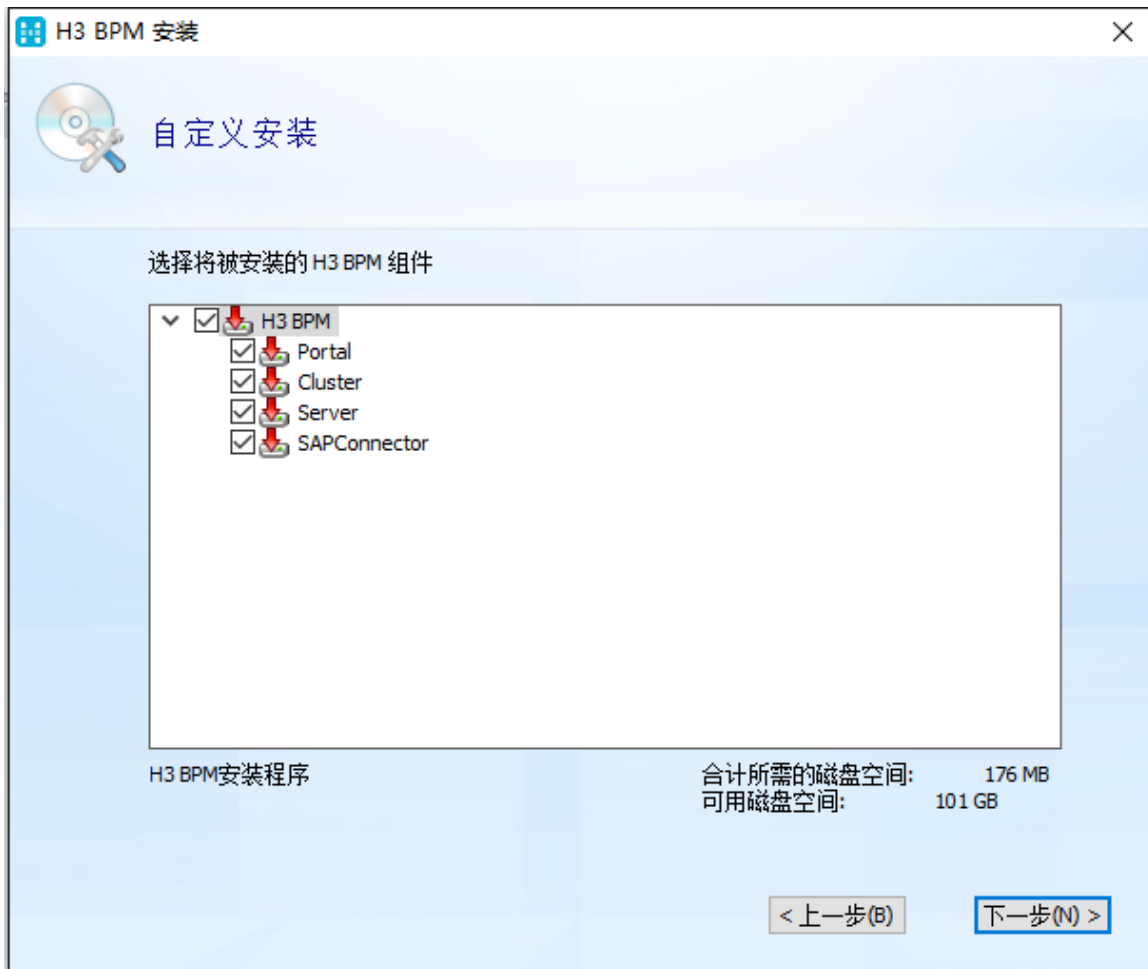 H3 BPM 安装
自定义安装
选择将被安装的 H3 BPM 组件
H3 BPM
Portal
Cluster
Server
SAPConnector
H3 BPM安装程序
合计所需的磁盘空间: 176 MB
可用磁盘空间: 101 GB
< 上一步(B) 下一步(N) >